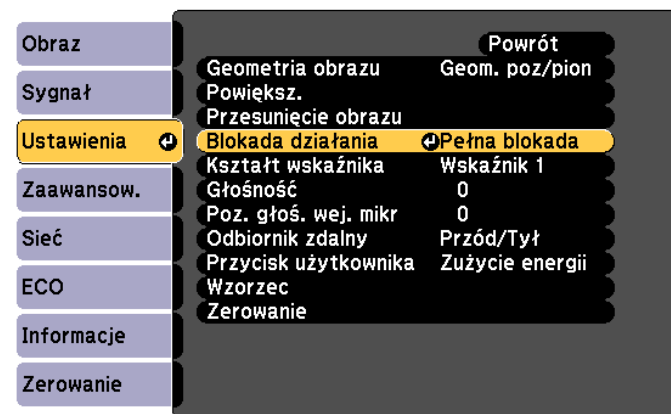 Obraz
Sygnał
Ustawienia
Zaawansow.
Sieć
ECO
Informacje
Zerowanie
Powrót
Geometria obrazu Geom. poz/pion
Powiększ.
Przesunięcie obrazu
Blokada działania Pełna blokada
Kształt wskaźnika Wskaźnik 1
Głośność 0
Poz. głoś. wej. mikr 0
Odbiornik zdalny Przód/Tył
Przycisk użytkownika Zużycie energii
Wzorzec
Zerowanie